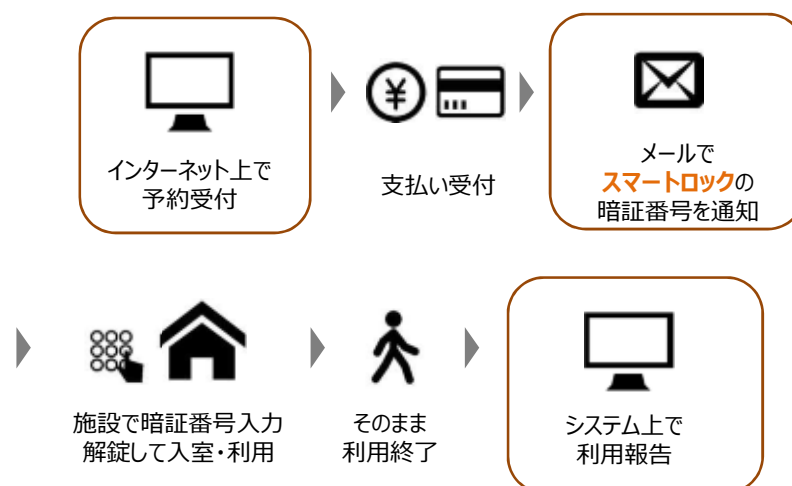 インターネット上で
予約受付
¥
支払い受付
メールで
スマートロックの
暗証番号を通知
施設で暗証番号入力
解錠して入室・利用
そのまま
利用終了
システム上で
利用報告